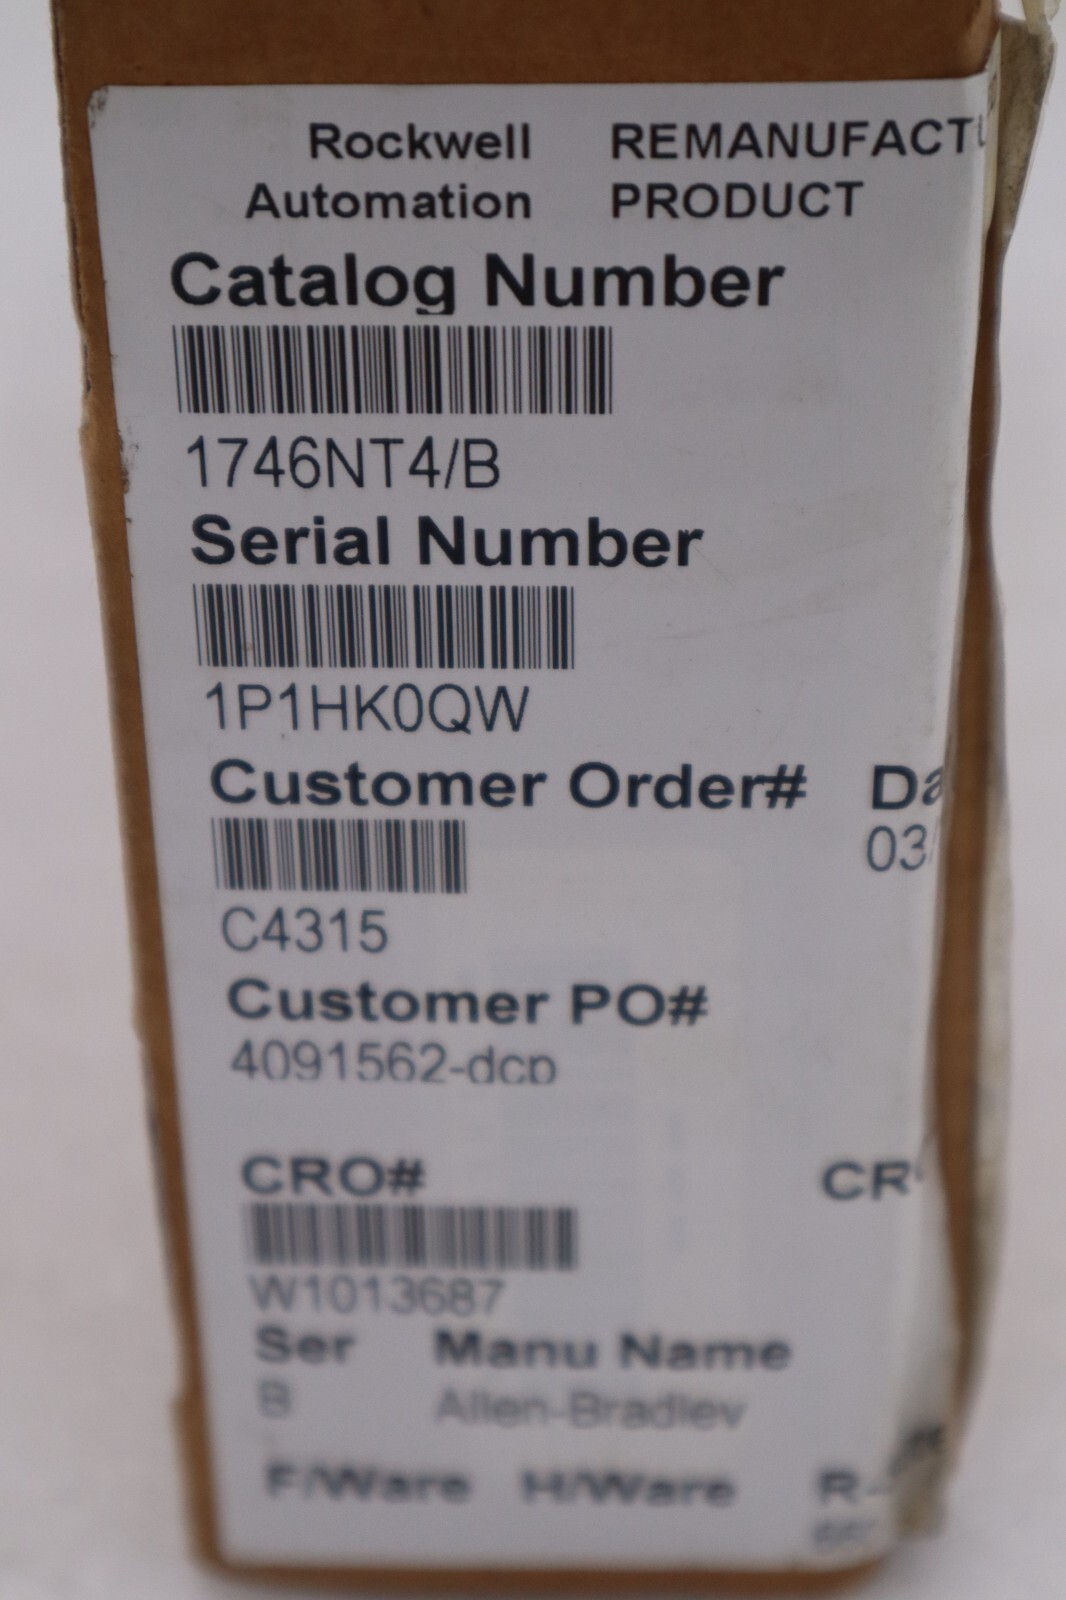 Rockwell REMANUFACTU
Automation PRODUCT
Catalog Number
1746NT4/B
Serial Number
1P1HK0QW
Customer Order# Da
03/
C4315
Customer PO#
4091562-dcp
CRO# CR
W1013687
Ser Manu Name
B Allen-Bradley
F/Ware H/Ware R-